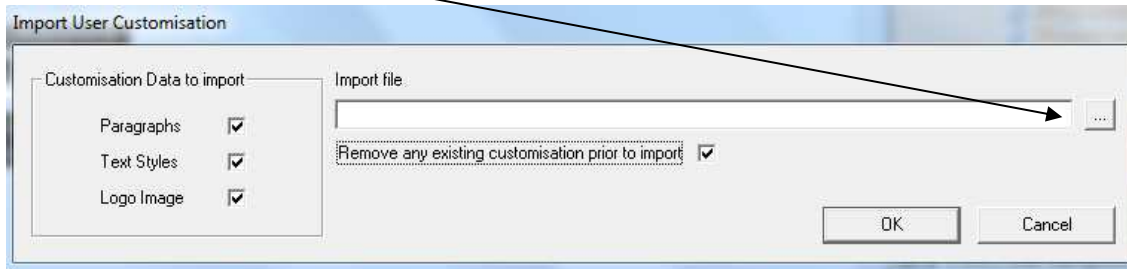 Import User Customisation
Customisation Data to import
Paragraphs
Text Styles
Logo Image
Import file
...
Remove any existing customisation prior to import
OK
Cancel